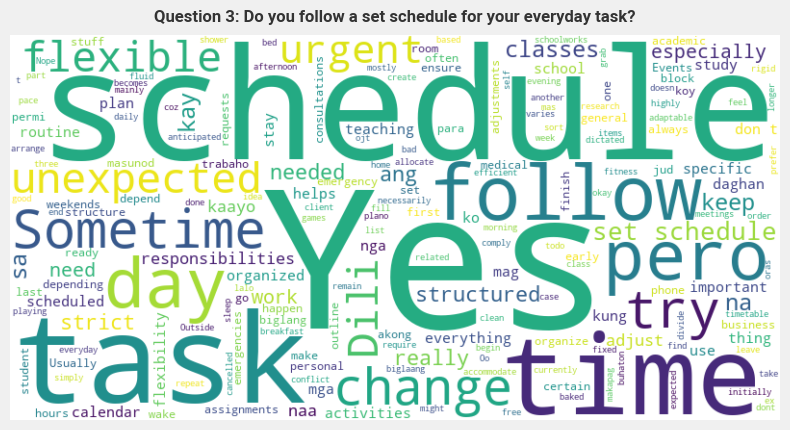 Question 3: Do you follow a set schedule for your everyday task?
stuff shower bed based schoolworks academic
Nope flexible urgent room classes grab especially
fluid afternoon often evening Events study rigid
t part becomes mainly mostly create ensure school self one block doesn
pace plan coz kay stay consultations adjustments another mas koy highly feel longer
schedule
permi daily anticipated requests teaching para varies research general always adaptable don t
routine ojt sort items prefer
arrange week dictated
three masunod trabaho needed home bad allocate medical jud specific
unexpected emergency ang efficient follow finish daghan
good idea helps set fitness okay keep
weekends depend done client fill necessarily first ko meetings order
end structure kaayo games plano morning set schedule
Sometime Yes list comply todo
sa ready responsibilities nga related early pero oras
need day organized Dili mag class
last depending lalo go work remain structured case phone important
scheduled sleep happen outline clean kung try na
playing strict Outside biglang akong everything organize divide timetable business
task emergencies breakfast require begin Oo adjust find thing
student everyday Usually flexibility make really accommodate fixed use leave
simply cancelled personal conflict biglaang currently time take
repeat mga change certain makapag buhaton expected initially
hours calendar wake assignments naa activities might free baked ex dont